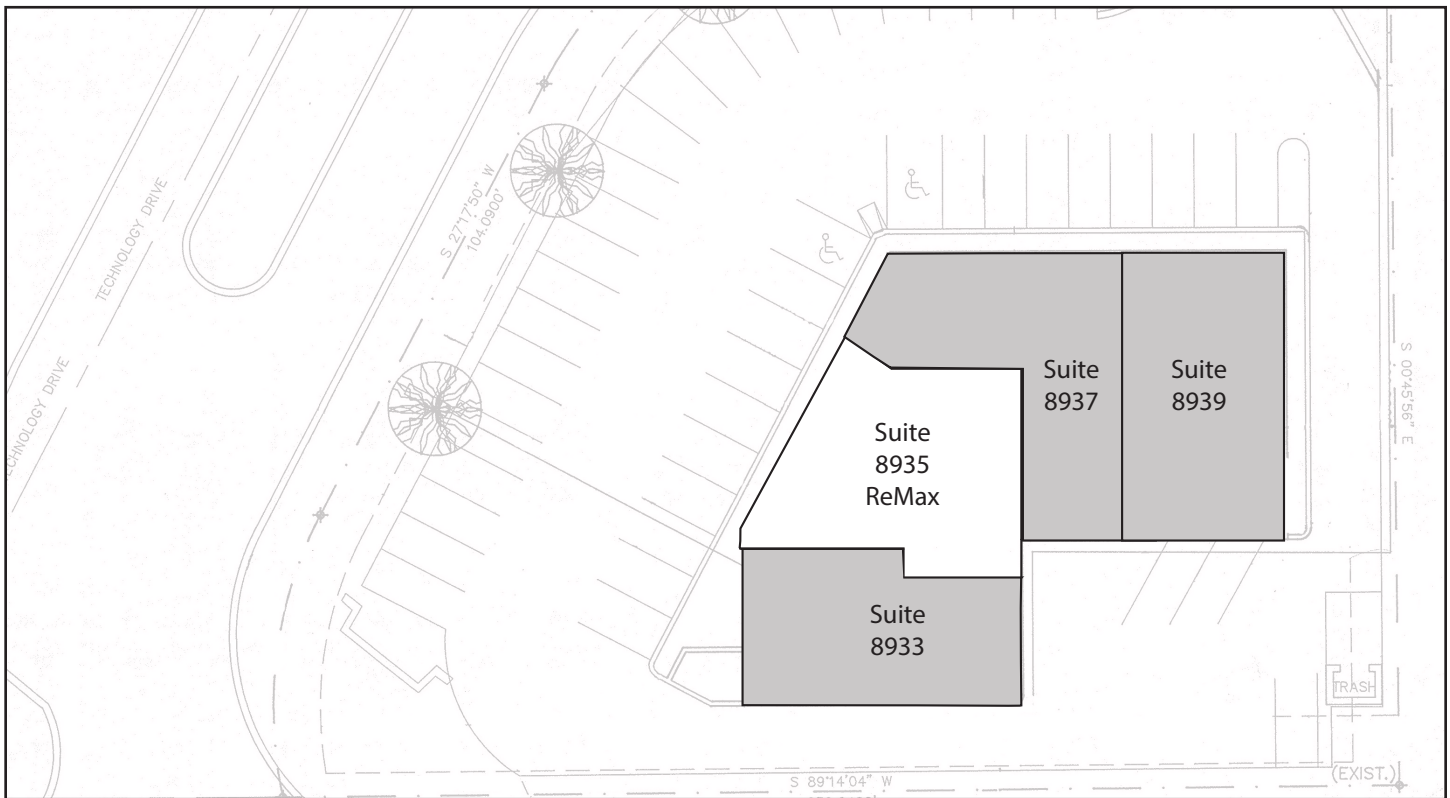 TECHNOLOGY DRIVE
S 27°17'50" W
104.0900'
Suite
8937
Suite
8939
S 00°45'56" E
TECHNOLOGY DRIVE
Suite
8935
ReMax
Suite
8933
TRASH
S 89°14'04" W
(EXIST.)